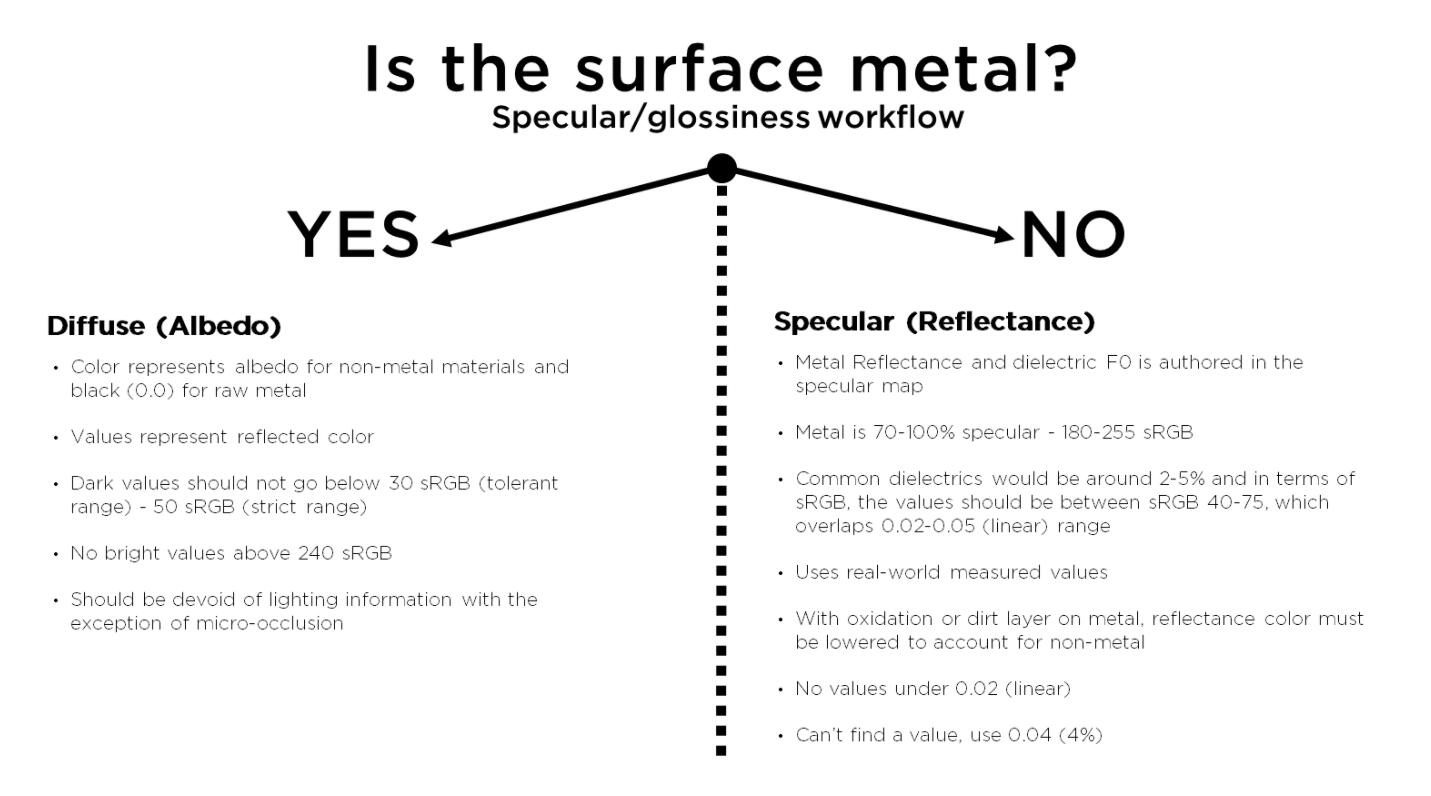 Is the surface metal?
Specular/glossiness workflow
YES
NO
Diffuse (Albedo)
• Color represents albedo for non-metal materials and
black (0.0) for raw metal
• Values represent reflected color
• Dark values should not go below 30 sRGB (tolerant
range) - 50 sRGB (strict range)
• No bright values above 240 sRGB
• Should be devoid of lighting information with the
exception of micro-occlusion
Specular (Reflectance)
• Metal Reflectance and dielectric F0 is authored in the
specular map
• Metal is 70-100% specular - 180-255 sRGB
• Common dielectrics would be around 2-5% and in terms of
sRGB, the values should be between sRGB 40-75, which
overlaps 0.02-0.05 (linear) range
• Uses real-world measured values
• With oxidation or dirt layer on metal, reflectance color must
be lowered to account for non-metal
• No values under 0.02 (linear)
• Can't find a value, use 0.04 (4%)